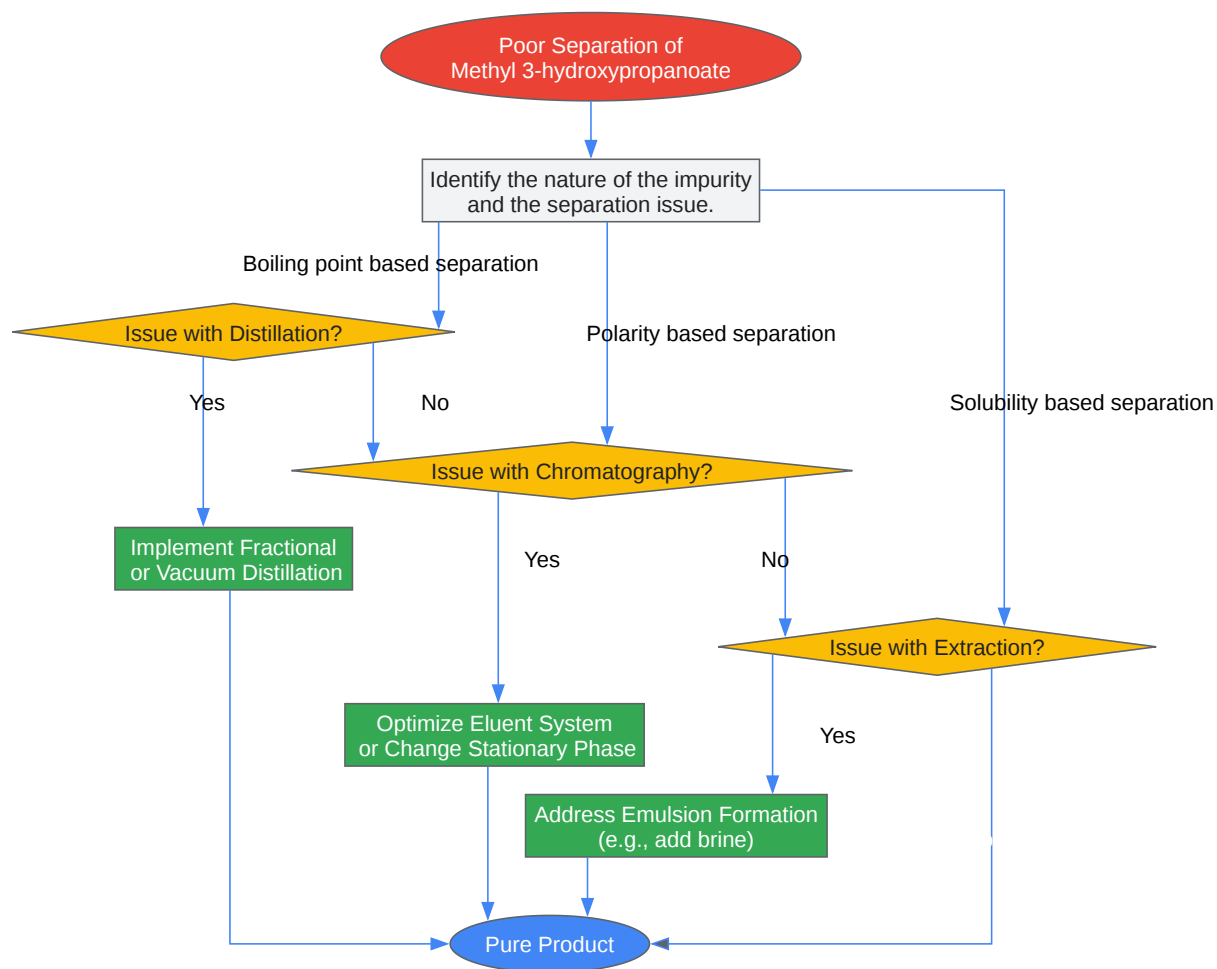 Poor Separation of
Methyl 3-hydroxypropanoate
Identify the nature of the impurity
and the separation issue.
Boiling point based separation
Issue with Distillation?
Polarity based separation
Yes
No
Solubility based separation
Issue with Chromatography?
Implement Fractional
or Vacuum Distillation
Yes
No
Issue with Extraction?
Optimize Eluent System
or Change Stationary Phase
Yes
Address Emulsion Formation
(e.g., add brine)
Pure Product